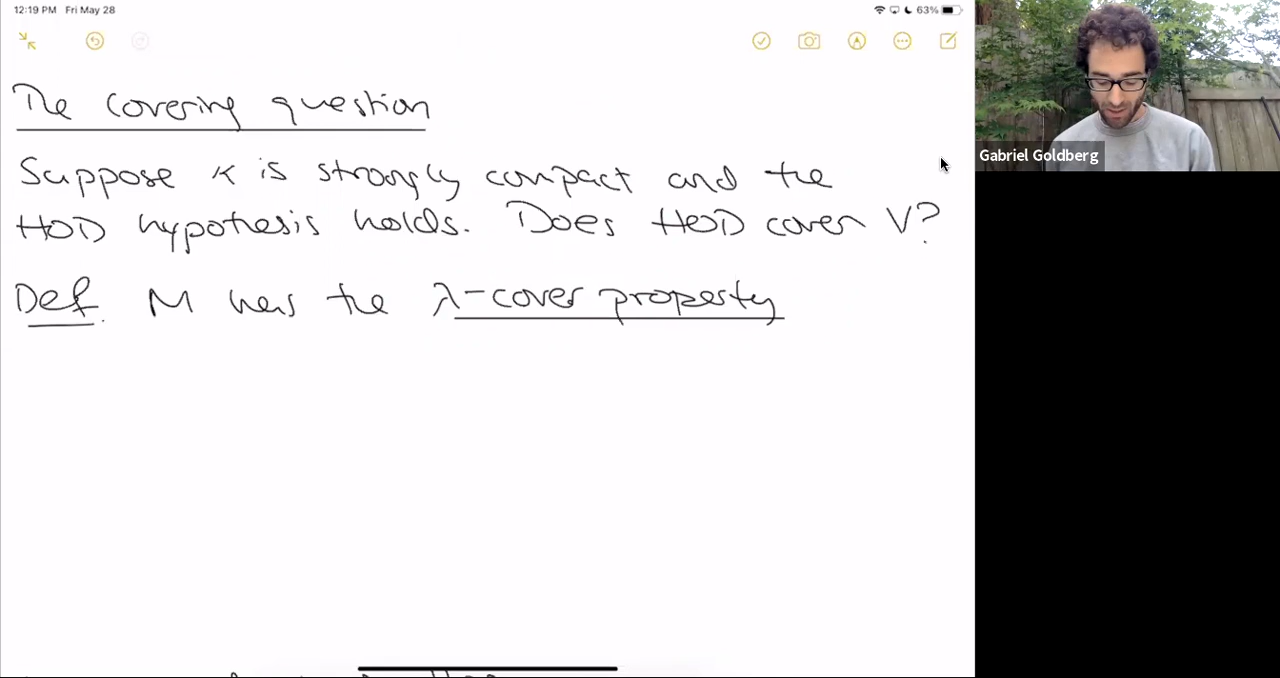 12:19 PM Fri May 28
63%
The covering question
Suppose κ is strongly compact and the
HOD hypothesis holds. Does HOD cover V?
Def. M has the λ-cover property
Gabriel Goldberg